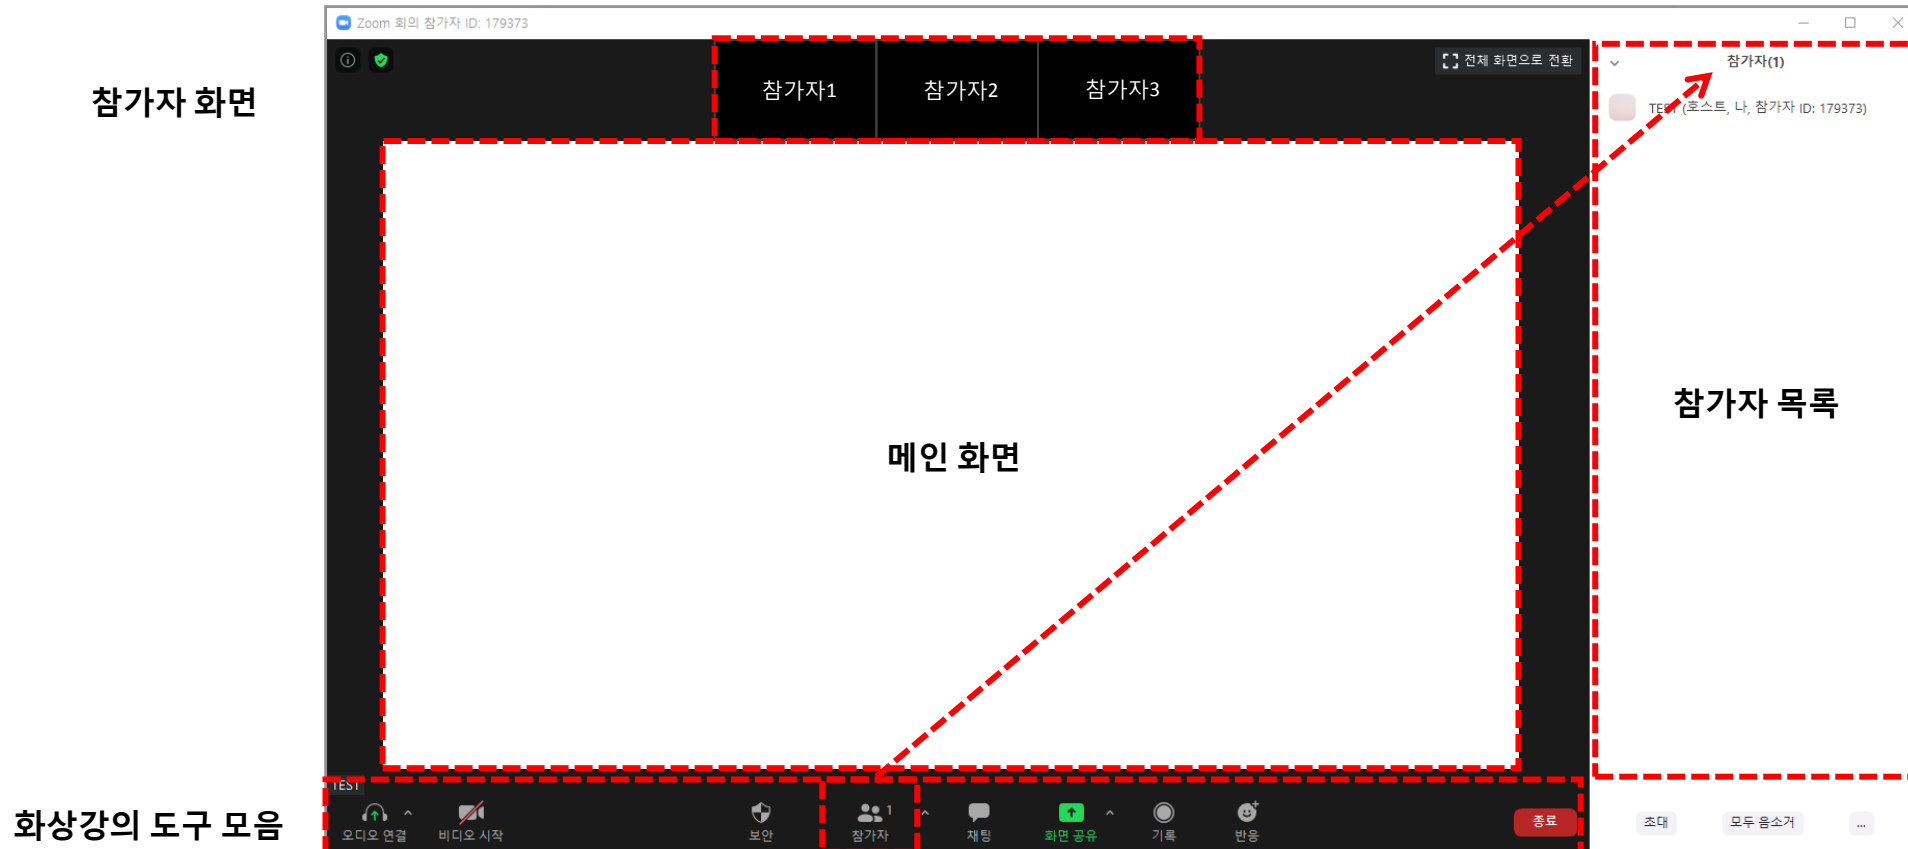 Zoom 회의 참가자 ID: 179373
참가자 화면
참가자1
참가자2
참가자3
전체 화면으로 전환
참가자(1)
TEST (호스트, 나, 참가자 ID: 179373)
메인 화면
참가자 목록
TEST
화상강의 도구 모음
오디오 연결
비디오 시작
보안
참가자
1
채팅
화면 공유
기록
반응
종료
초대
모두 음소거
...